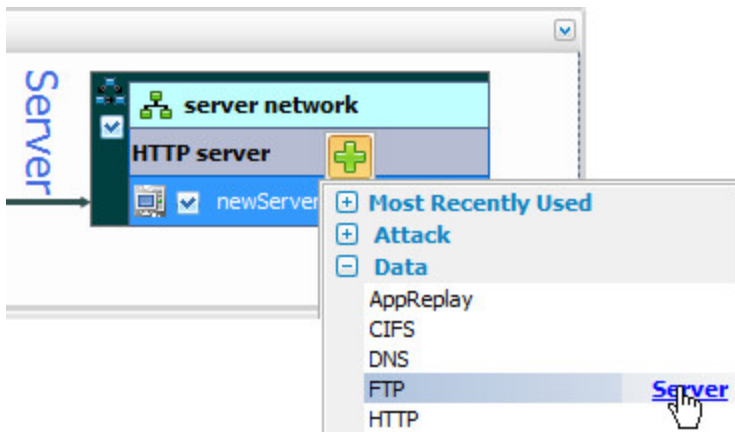 Server
server network
HTTP server
newServer
Most Recently Used
Attack
Data
AppReplay
CIFS
DNS
FTP Server
HTTP